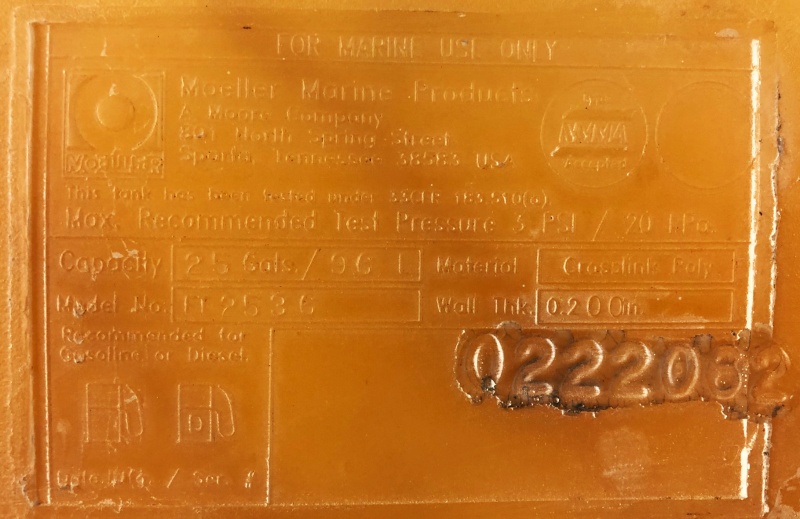 FOR MARINE USE ONLY
MOELLER
Moeller Marine Products
A Moore Company
801 North Spring Street
Sparta, Tennessee 38583 USA
NMMA
Accepted
This tank has been tested under 33CFR 183.510(a).
Max. Recommended Test Pressure 3 PSI / 20 kPa.
Capacity 25 Gals. / 96 L Material Crosslink Poly
Model No. FT2536 Wall Thk. 0.200in.
Recommended for
Gasoline or Diesel.
D
0222082
Date Mfg. / Ser. #